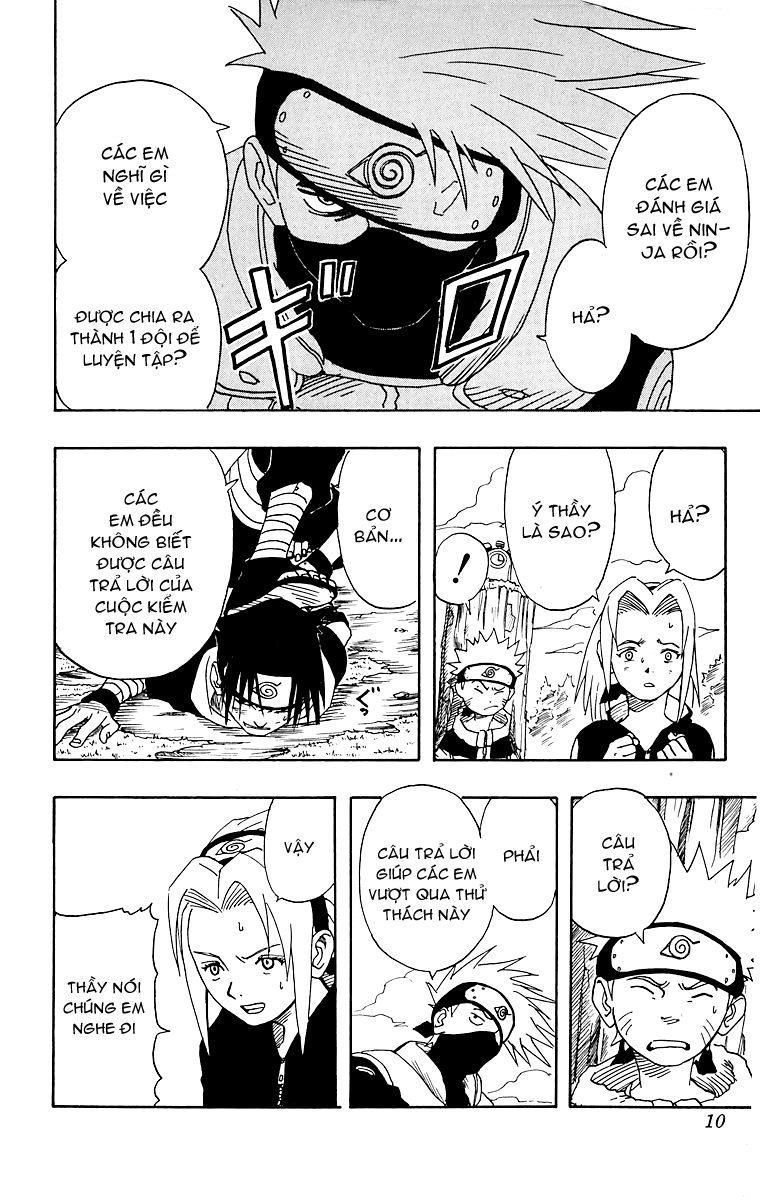 CÁC EM
ĐÁNH GIÁ
SAI VỀ NIN-
JA RỒI?
HẢ?
CÁC EM
NGHĨ GÌ
VỀ VIỆC
ĐƯỢC CHIA RA
THÀNH 1 ĐỘI ĐỂ
LUYỆN TẬP?
ギロ
HẢ?
Ý THẦY
LÀ SAO?
!
CƠ
BẢN...
CÁC
EM ĐỀU
KHÔNG BIẾT
ĐƯỢC CÂU
TRẢ LỜI CỦA
CUỘC KIỂM
TRA NÀY
ぐ
CÂU
TRẢ
LỜI?
PHẢI
CÂU TRẢ LỜI
GIÚP CÁC EM
VƯỢT QUA THỬ
THÁCH NÀY
VẬY
THẦY NÓI
CHÚNG EM
NGHE ĐI
10